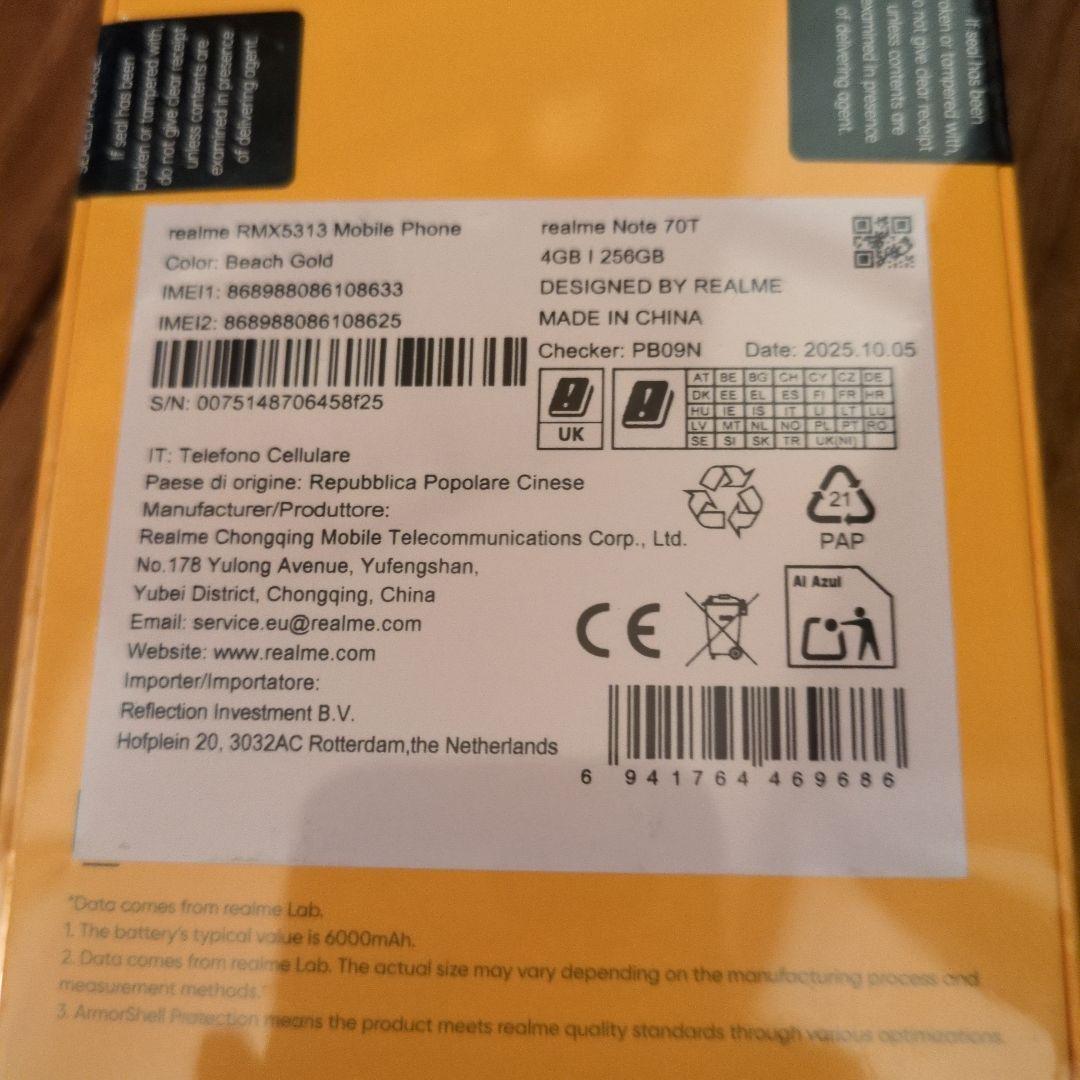 If seal has been
broken or tampered with,
do not give clear receipt
unless contents are
examined in presence
of delivering agent.
If seal has been
broken or tampered with,
do not give clear receipt
unless contents are
examined in presence
of delivering agent.
realme RMX5313 Mobile Phone
Color: Beach Gold
IMEI1: 868988086108633
IMEI2: 868988086108625
S/N: 0075148706458f25
realme Note 70T
4GB | 256GB
DESIGNED BY REALME
MADE IN CHINA
Checker: PB09N Date: 2025.10.05
UK
AT BE BG CH CY CZ DE
DK EE EL ES FI FR HR
HU IE IS IT LI LT LU
LV MT NL NO PL PT RO
SE SI SK TR UK(NI)
IT: Telefono Cellulare
Paese di origine: Repubblica Popolare Cinese
Manufacturer/Produttore:
Realme Chongqing Mobile Telecommunications Corp., Ltd.
No.178 Yulong Avenue, Yufengshan,
Yubei District, Chongqing, China
Email: service.eu@realme.com
Website: www.realme.com
Importer/Importatore:
Reflection Investment B.V.
Hofplein 20, 3032AC Rotterdam,the Netherlands
21
PAP
CE
Al Azul
6 941764 469686
*Data comes from realme Lab.
1. The battery's typical value is 6000mAh.
2. Data comes from realme Lab. The actual size may vary depending on the manufacturing process and
measurement methods.
3. ArmorShell Protection means the product meets realme quality standards through various optimizations.